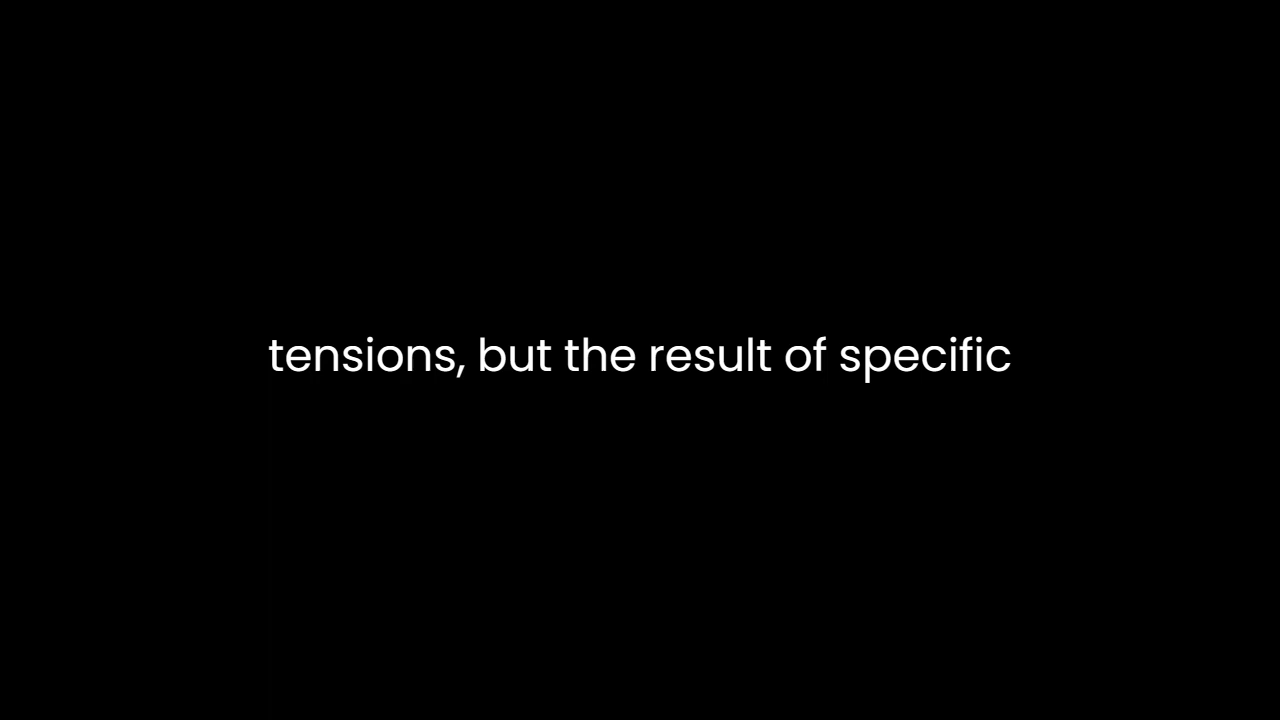 tensions, but the result of specific